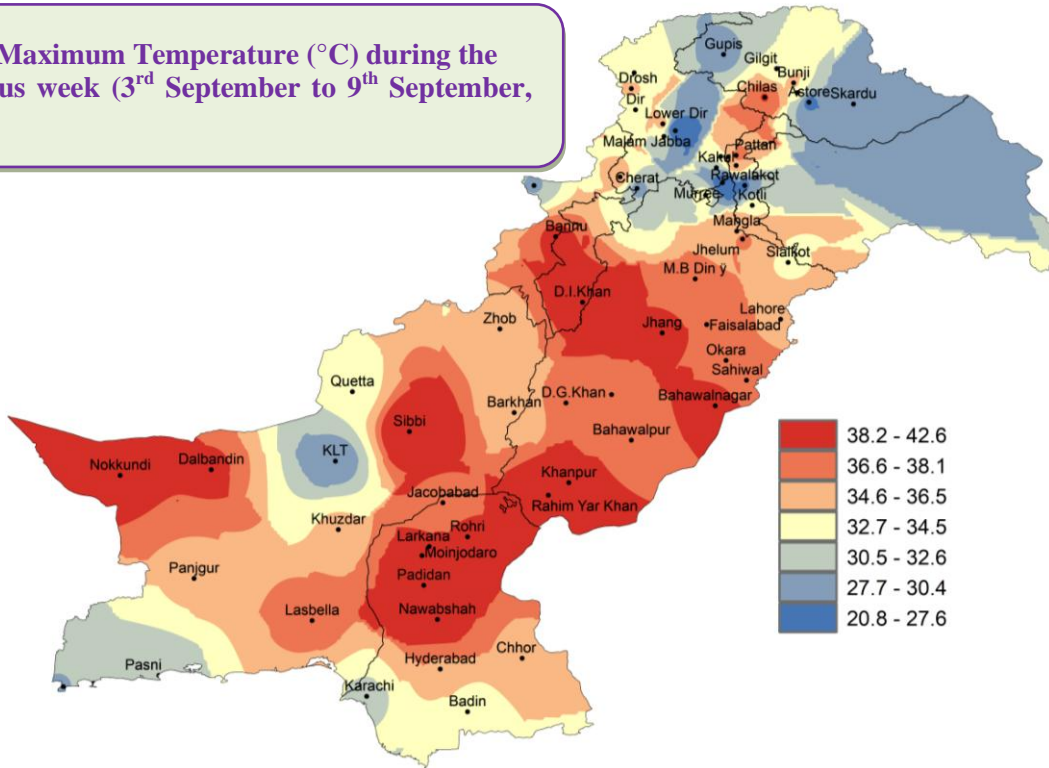 Maximum Temperature (°C) during the
us week (3rd September to 9th September,
Gupis
Gilgit
Bunji
Drosh
Chilas
Astore
Skardu
Dir
Lower Dir
Malam Jabba
Pattan
Cherat
Rawalakot
Murree
Kotli
Mangla
Bannu
Jhelum
Sialkot
M.B Din ÿ
D.I.Khan
Zhob
Lahore
Jhang
Faisalabad
Okara
Sahiwal
Quetta
D.G.Khan
Bahawalnagar
Barkhan
Sibbi
Bahawalpur
KLT
Nokkundi
Dalbandin
Khanpur
Jacobabad
Rahim Yar Khan
Khuzdar
Rohri
Larkana
Moinjodaro
Panjgur
Padidan
Lasbella
Nawabshah
Chhor
Hyderabad
Pasni
Karachi
Badin
38.2 - 42.6
36.6 - 38.1
34.6 - 36.5
32.7 - 34.5
30.5 - 32.6
27.7 - 30.4
20.8 - 27.6